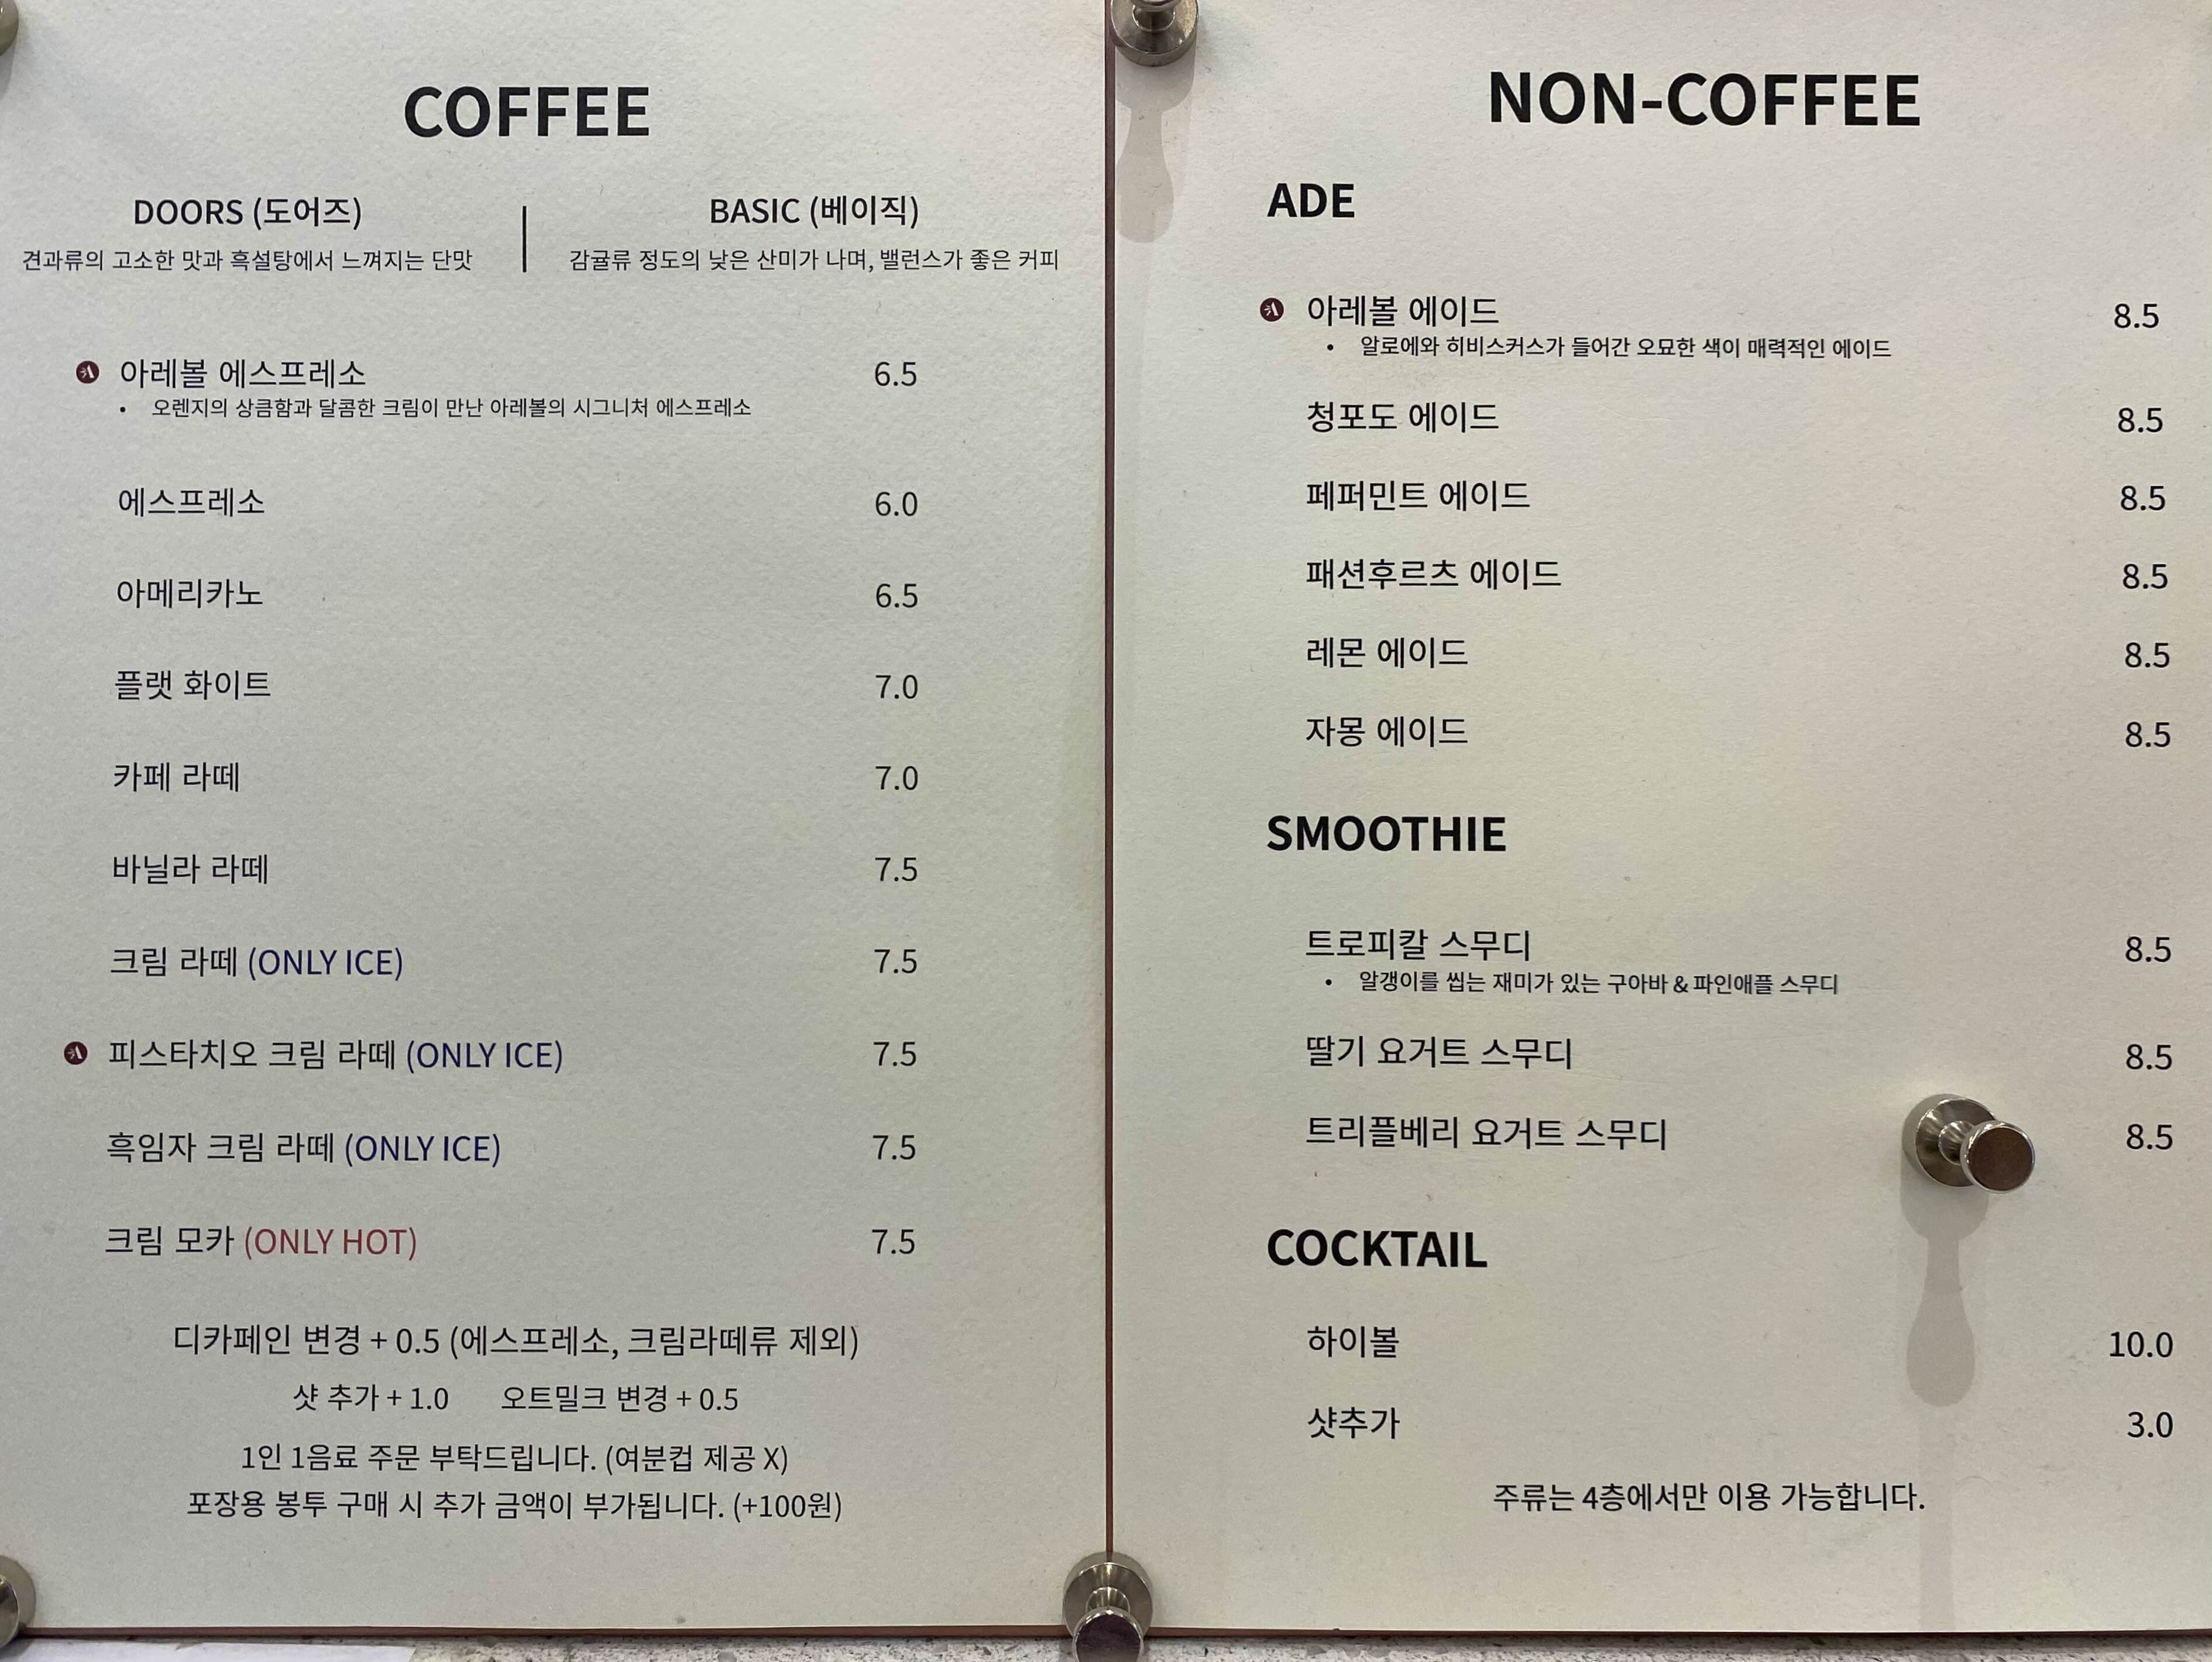 COFFEE
DOORS (도어즈)
견과류의 고소한 맛과 흑설탕에서 느껴지는 단맛
BASIC (베이직)
감귤류 정도의 낮은 산미가 나며, 밸런스가 좋은 커피
아레볼 에스프레소 6.5
• 오렌지의 상큼함과 달콤한 크림이 만난 아레볼의 시그니처 에스프레소
에스프레소 6.0
아메리카노 6.5
플랫 화이트 7.0
카페 라떼 7.0
바닐라 라떼 7.5
크림 라떼 (ONLY ICE) 7.5
피스타치오 크림 라떼 (ONLY ICE) 7.5
흑임자 크림 라떼 (ONLY ICE) 7.5
크림 모카 (ONLY HOT) 7.5
디카페인 변경 + 0.5 (에스프레소, 크림라떼류 제외)
샷 추가 + 1.0 오트밀크 변경 + 0.5
1인 1음료 주문 부탁드립니다. (여분컵 제공 X)
포장용 봉투 구매 시 추가 금액이 부가됩니다. (+100원)
NON-COFFEE
ADE
아레볼 에이드 8.5
• 알로에와 히비스커스가 들어간 오묘한 색이 매력적인 에이드
청포도 에이드 8.5
페퍼민트 에이드 8.5
패션후르츠 에이드 8.5
레몬 에이드 8.5
자몽 에이드 8.5
SMOOTHIE
트로피칼 스무디 8.5
• 알갱이를 씹는 재미가 있는 구아바 & 파인애플 스무디
딸기 요거트 스무디 8.5
트리플베리 요거트 스무디 8.5
COCKTAIL
하이볼 10.0
샷추가 3.0
주류는 4층에서만 이용 가능합니다.